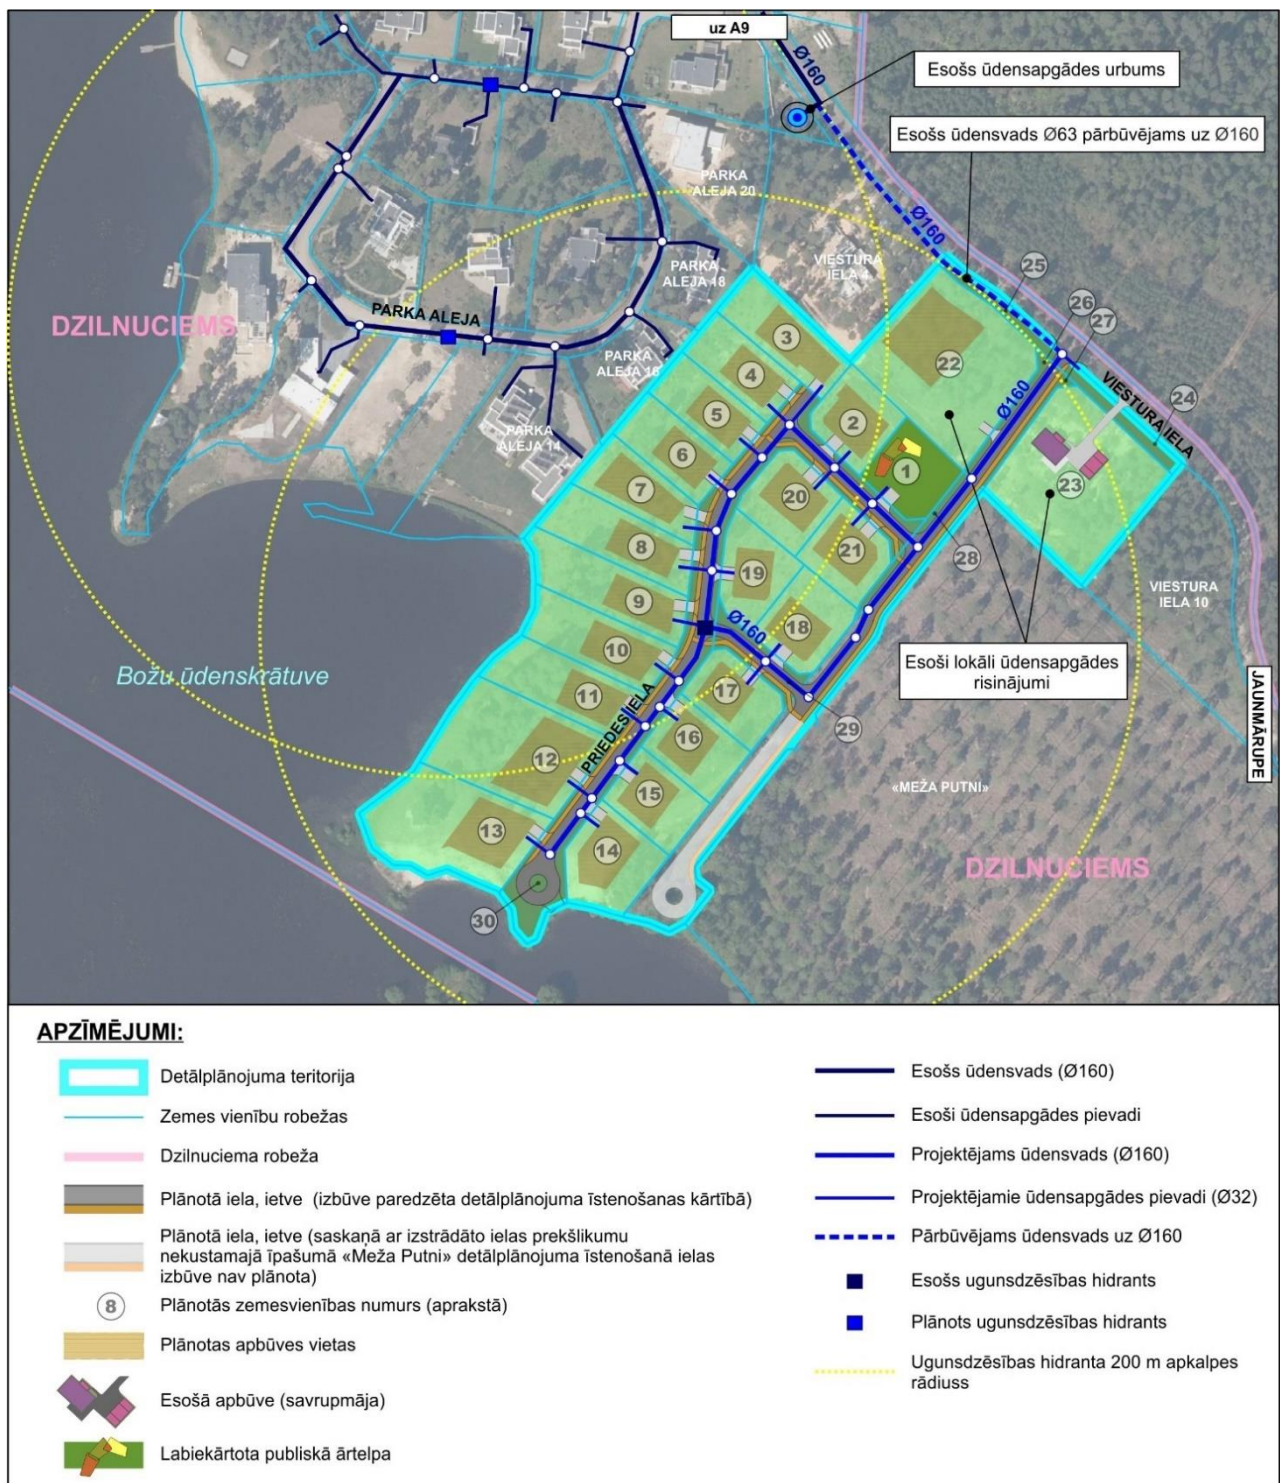 uz A9
Ø160
Esošs ūdensapgādes urbums
Esošs ūdensvads Ø63 pārbūvējams uz Ø160
PARKA
ALEJA 20
Ø160
VIESTURA
IELA 4
PARKA
ALEJA 18
25
26
27
DZILNUCIEMS
PARKA ALEJA
PARKA
ALEJA 16
3
4
5
6
7
8
9
10
11
12
13
2
1
22
Ø160
VIESTURA IELA
24
23
PARKA
ALEJA 14
20
21
28
19
18
Ø160
VIESTURA
IELA 10
Esoši lokāli ūdensapgādes
risinājumi
Božu ūdenskrātuve
17
PRIEDES IELA
16
29
15
14
JAUNMĀRUPE
«MEŽA PUTNI»
DZILNUCIEMS
30
APZĪMĒJUMI:
Detālplānojuma teritorija
Zemes vienību robežas
Dzilnuciema robeža
Plānotā iela, ietve (izbūve paredzēta detālplānojuma īstenošanas kārtībā)
Plānotā iela, ietve (saskaņā ar izstrādāto ielas prekšlikumu
nekustamajā īpašumā «Meža Putni» detālplānojuma īstenošanā ielas
izbūve nav plānota)
8
Plānotās zemesvienības numurs (aprakstā)
Plānotas apbūves vietas
Esošā apbūve (savrupmāja)
Labiekārtota publiskā ārtelpa
Esošs ūdensvads (Ø160)
Esoši ūdensapgādes pievadi
Projektējams ūdensvads (Ø160)
Projektējamie ūdensapgādes pievadi (Ø32)
Pārbūvējams ūdensvads uz Ø160
Esošs ugunsdzēsības hidrants
Plānots ugunsdzēsības hidrants
Ugunsdzēsības hidranta 200 m apkalpes
rādiuss